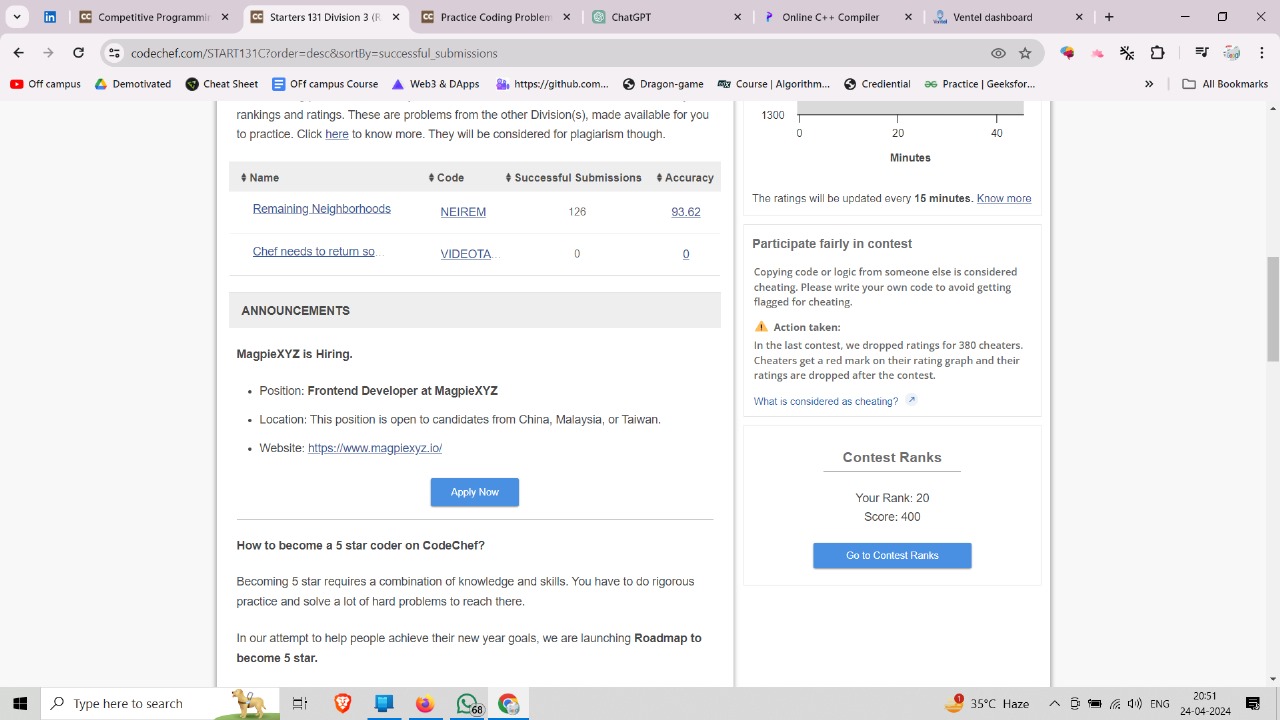 Competitive Programming
Starters 131 Division 3 (R
Practice Coding Problem
ChatGPT
Online C++ Compiler
Ventel dashboard
codechef.com/START131C?order=desc&sortBy=successful_submissions
Off campus
Demotivated
Cheat Sheet
OFf campus Course
Web3 & DApps
https://github.com...
Dragon-game
Course | Algorithm...
Credential
Practice | Geeksfor...
»
All Bookmarks
rankings and ratings. These are problems from the other Division(s), made available for you
to practice. Click here to know more. They will be considered for plagiarism though.
Name Code Successful Submissions Accuracy
Remaining Neighborhoods NEIREM 126 93.62
Chef needs to return so... VIDEOTA... 0 0
ANNOUNCEMENTS
MagpieXYZ is Hiring.
• Position: Frontend Developer at MagpieXYZ
• Location: This position is open to candidates from China, Malaysia, or Taiwan.
• Website: https://www.magpiexyz.io/
Apply Now
How to become a 5 star coder on CodeChef?
Becoming 5 star requires a combination of knowledge and skills. You have to do rigorous
practice and solve a lot of hard problems to reach there.
In our attempt to help people achieve their new year goals, we are launching Roadmap to
become 5 star.
1300
0 20 40
Minutes
The ratings will be updated every 15 minutes. Know more
Participate fairly in contest
Copying code or logic from someone else is considered
cheating. Please write your own code to avoid getting
flagged for cheating.
Action taken:
In the last contest, we dropped ratings for 380 cheaters.
Cheaters get a red mark on their rating graph and their
ratings are dropped after the contest.
What is considered as cheating?
Contest Ranks
Your Rank: 20
Score: 400
Go to Contest Ranks
Type here to search
68
1
35°C Haze
ENG
20:51
24-04-2024